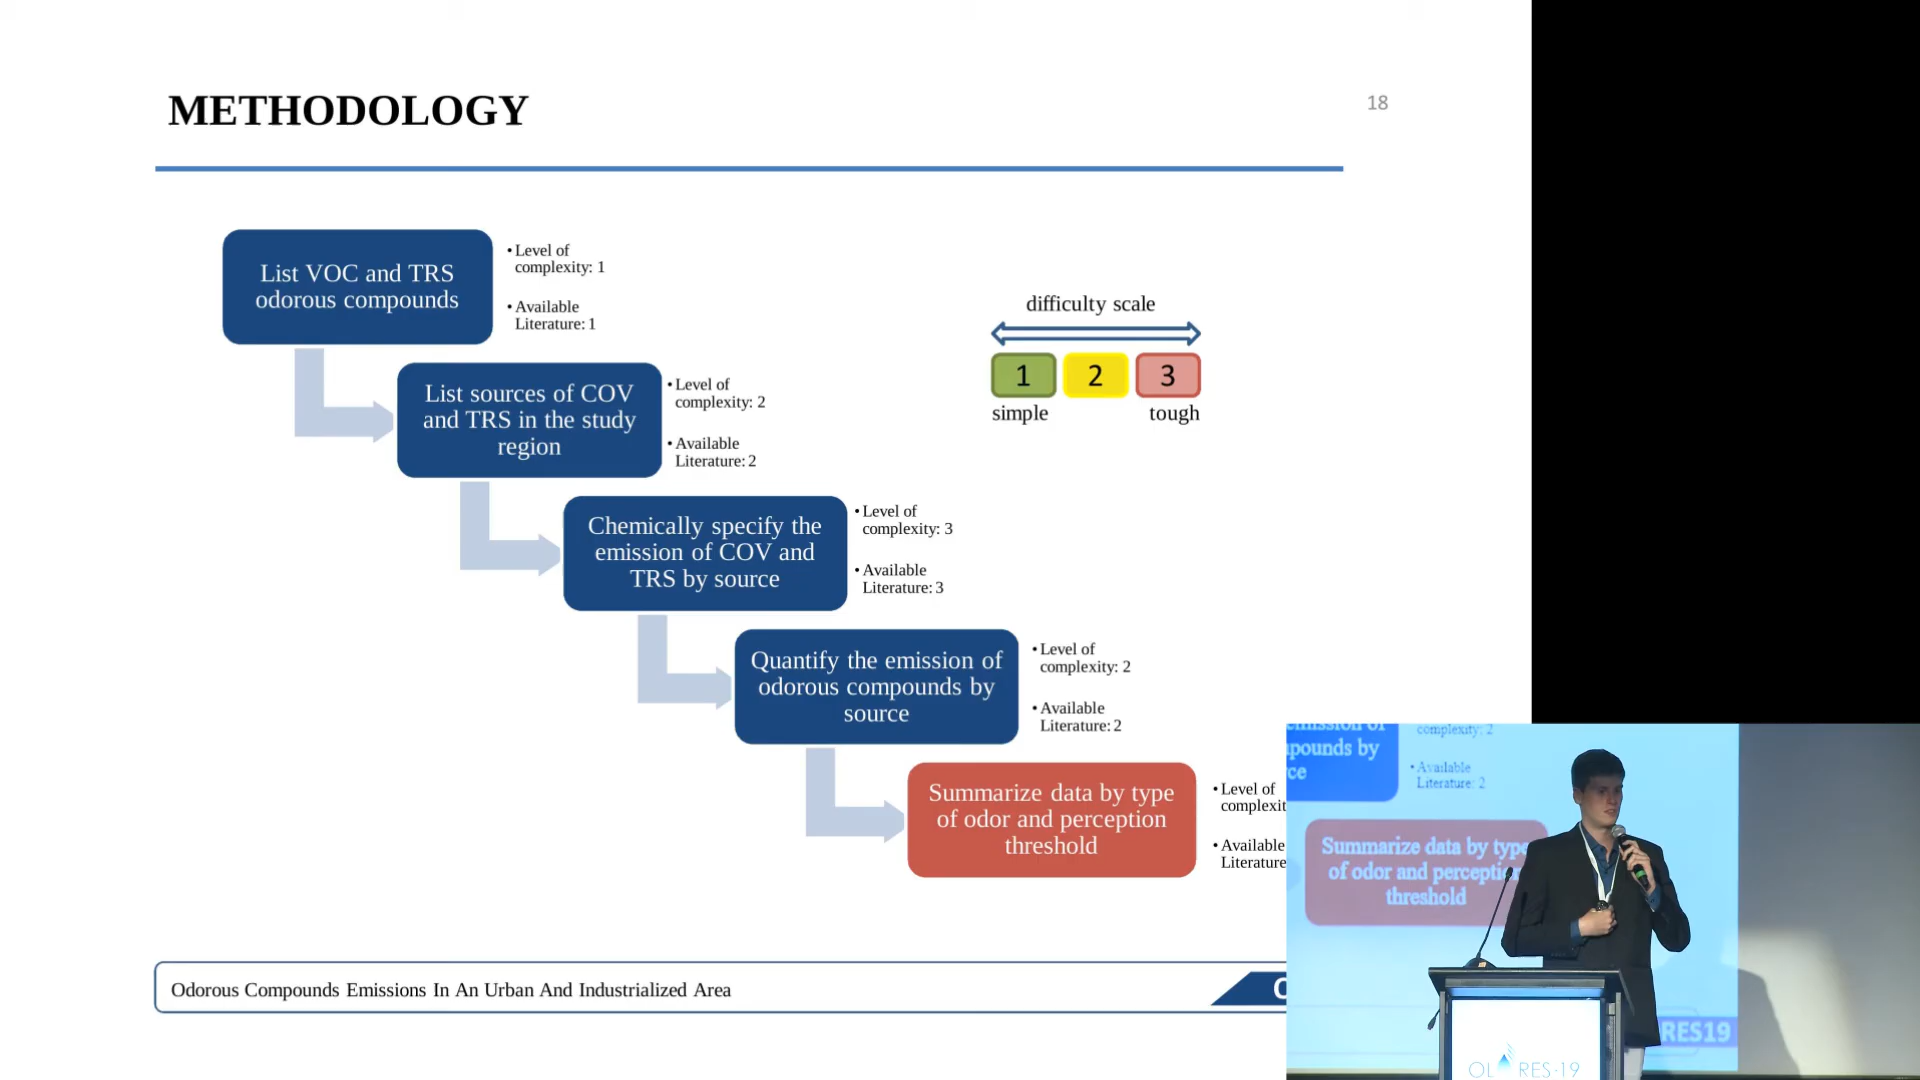 METHODOLOGY
18
List VOC and TRS
odorous compounds
• Level of
complexity: 1
• Available
Literature: 1
difficulty scale
1 2 3
simple tough
List sources of COV
and TRS in the study
region
• Level of
complexity: 2
• Available
Literature: 2
Chemically specify the
emission of COV and
TRS by source
• Level of
complexity: 3
• Available
Literature: 3
Quantify the emission of
odorous compounds by
source
• Level of
complexity: 2
• Available
Literature: 2
Summarize data by type
of odor and perception
threshold
• Level of
• Available
Literature
Odorous Compounds Emissions In An Urban And Industrialized Area
complexity: 2
• Available
Literature: 2
Summarize data by type
of odor and perception
threshold
RES19
RES·19